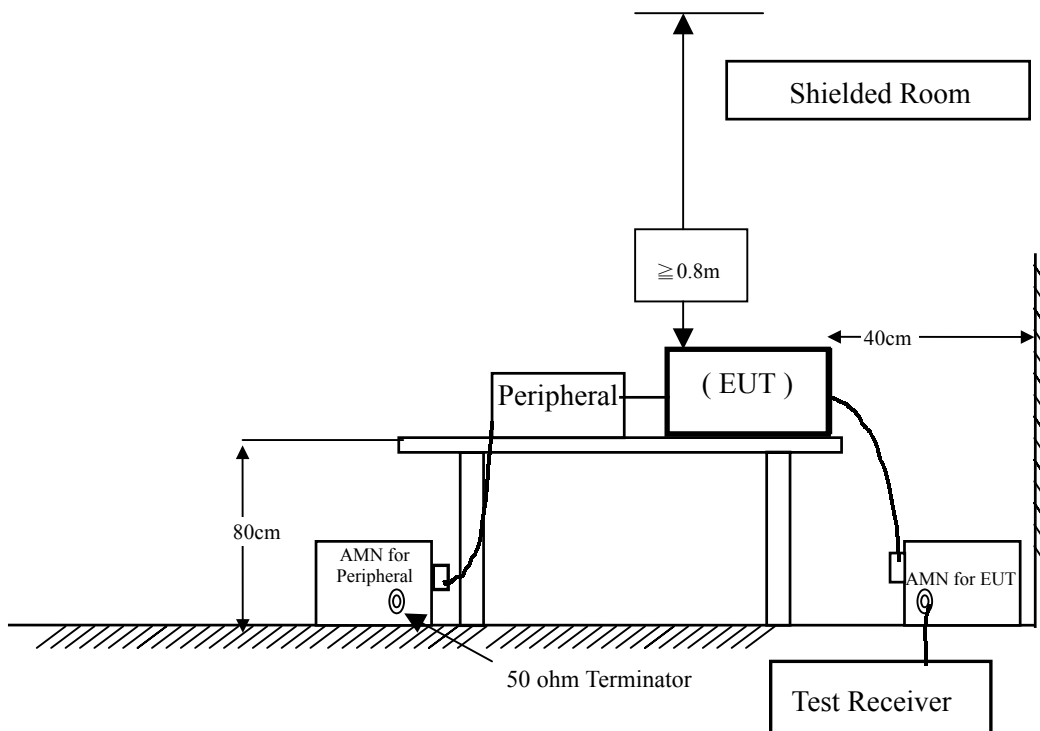 Shielded Room
≧0.8m
40cm
( EUT )
Peripheral
80cm
AMN for
Peripheral
AMN for EUT
50 ohm Terminator
Test Receiver